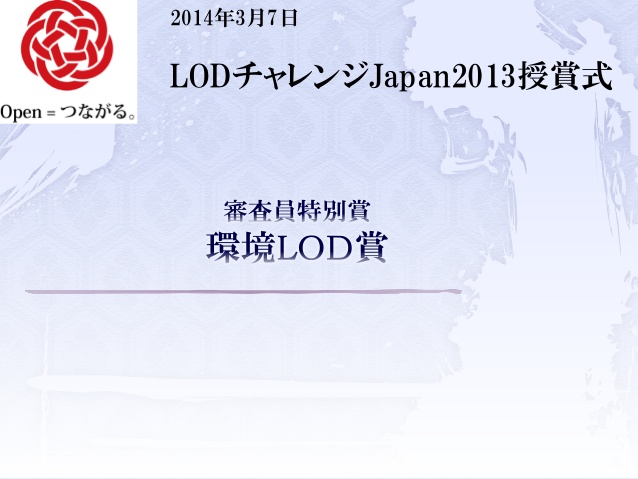 2014年3月7日
LODチャレンジJapan2013授賞式
Open = つながる。
審査員特別賞
環境LOD賞